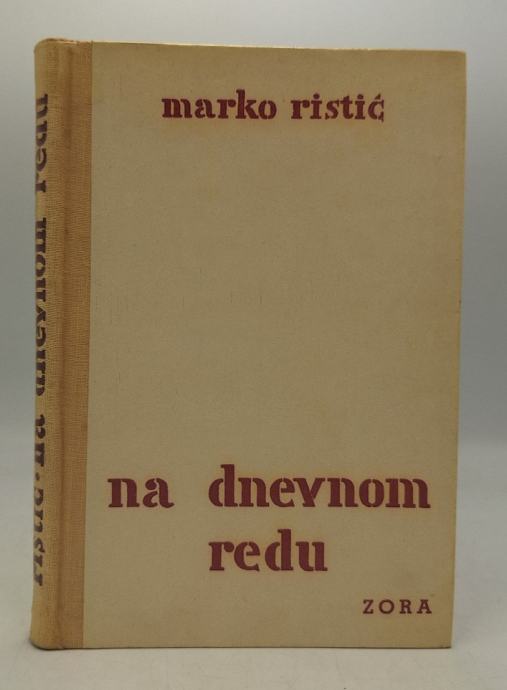 marko ristić
na dnevnom
redu
ZORA
ristić · na dnevnom redu